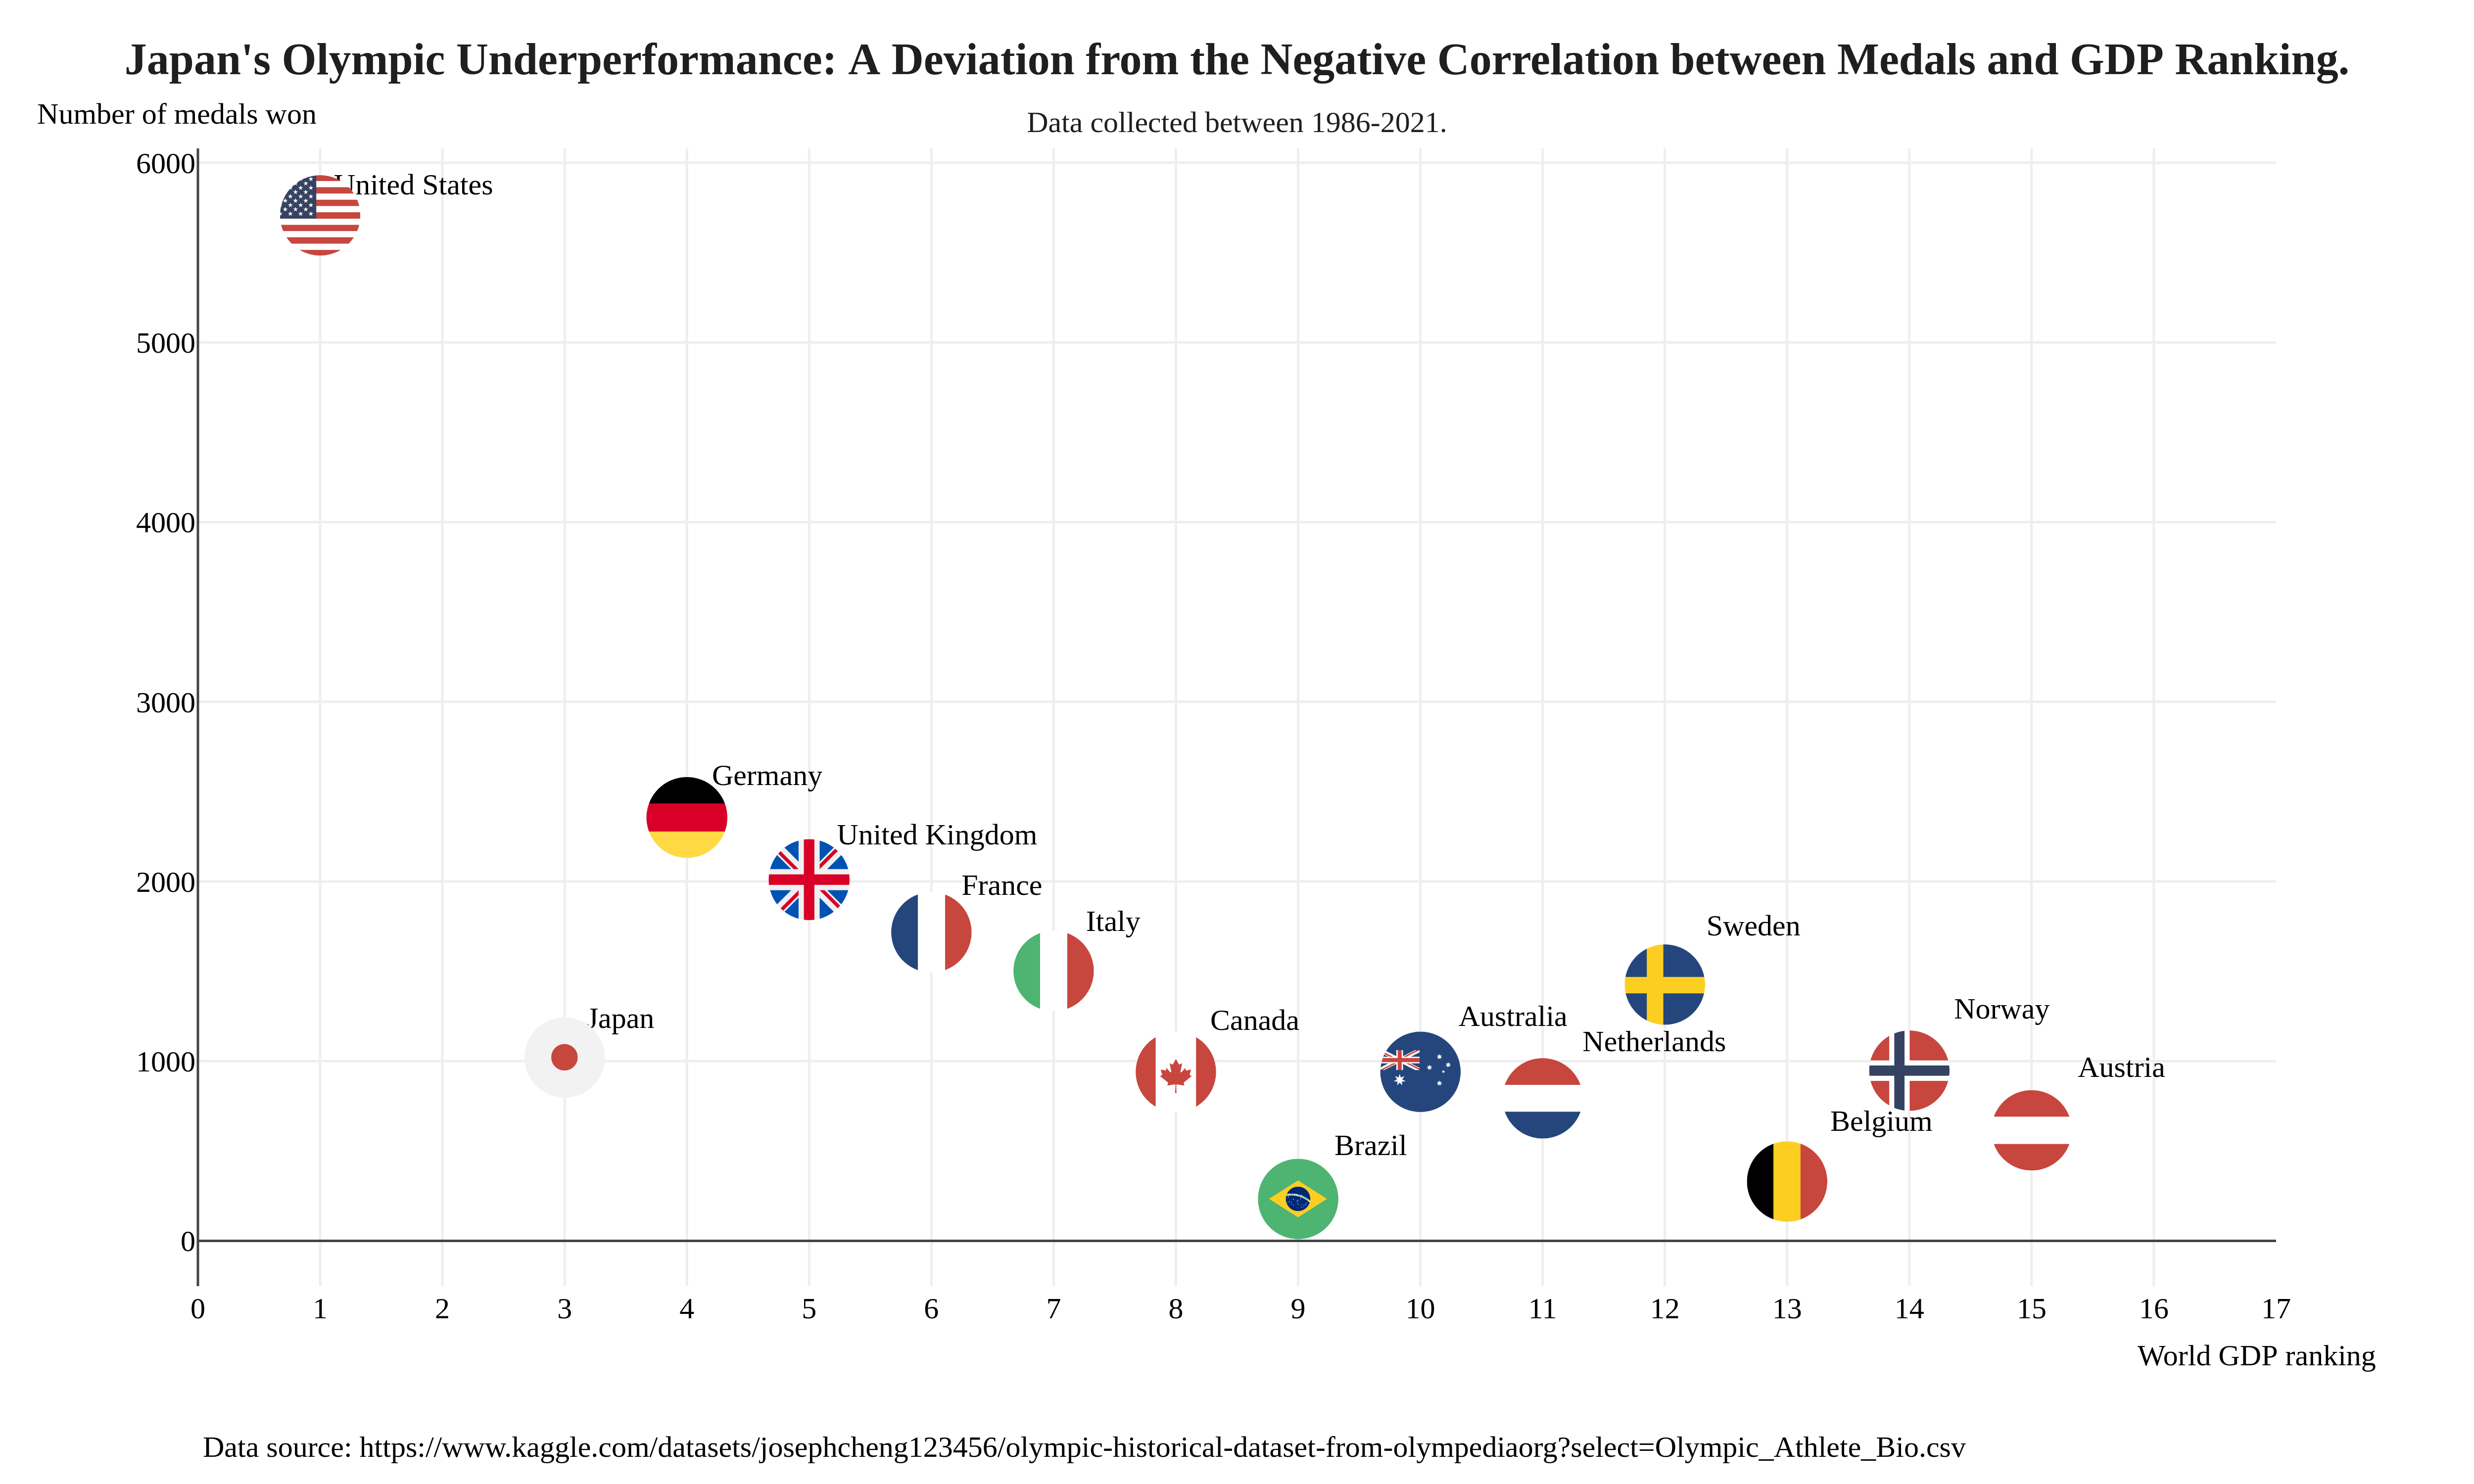 Japan's Olympic Underperformance: A Deviation from the Negative Correlation between Medals and GDP Ranking.
Number of medals won
Data collected between 1986-2021.
6000
United States
5000
4000
3000
Germany
United Kingdom
2000
France
Italy
Sweden
Japan
Canada
Australia
Norway
Netherlands
1000
Austria
Belgium
Brazil
0
0 1 2 3 4 5 6 7 8 9 10 11 12 13 14 15 16 17
World GDP ranking
Data source: https://www.kaggle.com/datasets/josephcheng123456/olympic-historical-dataset-from-olympediaorg?select=Olympic_Athlete_Bio.csv